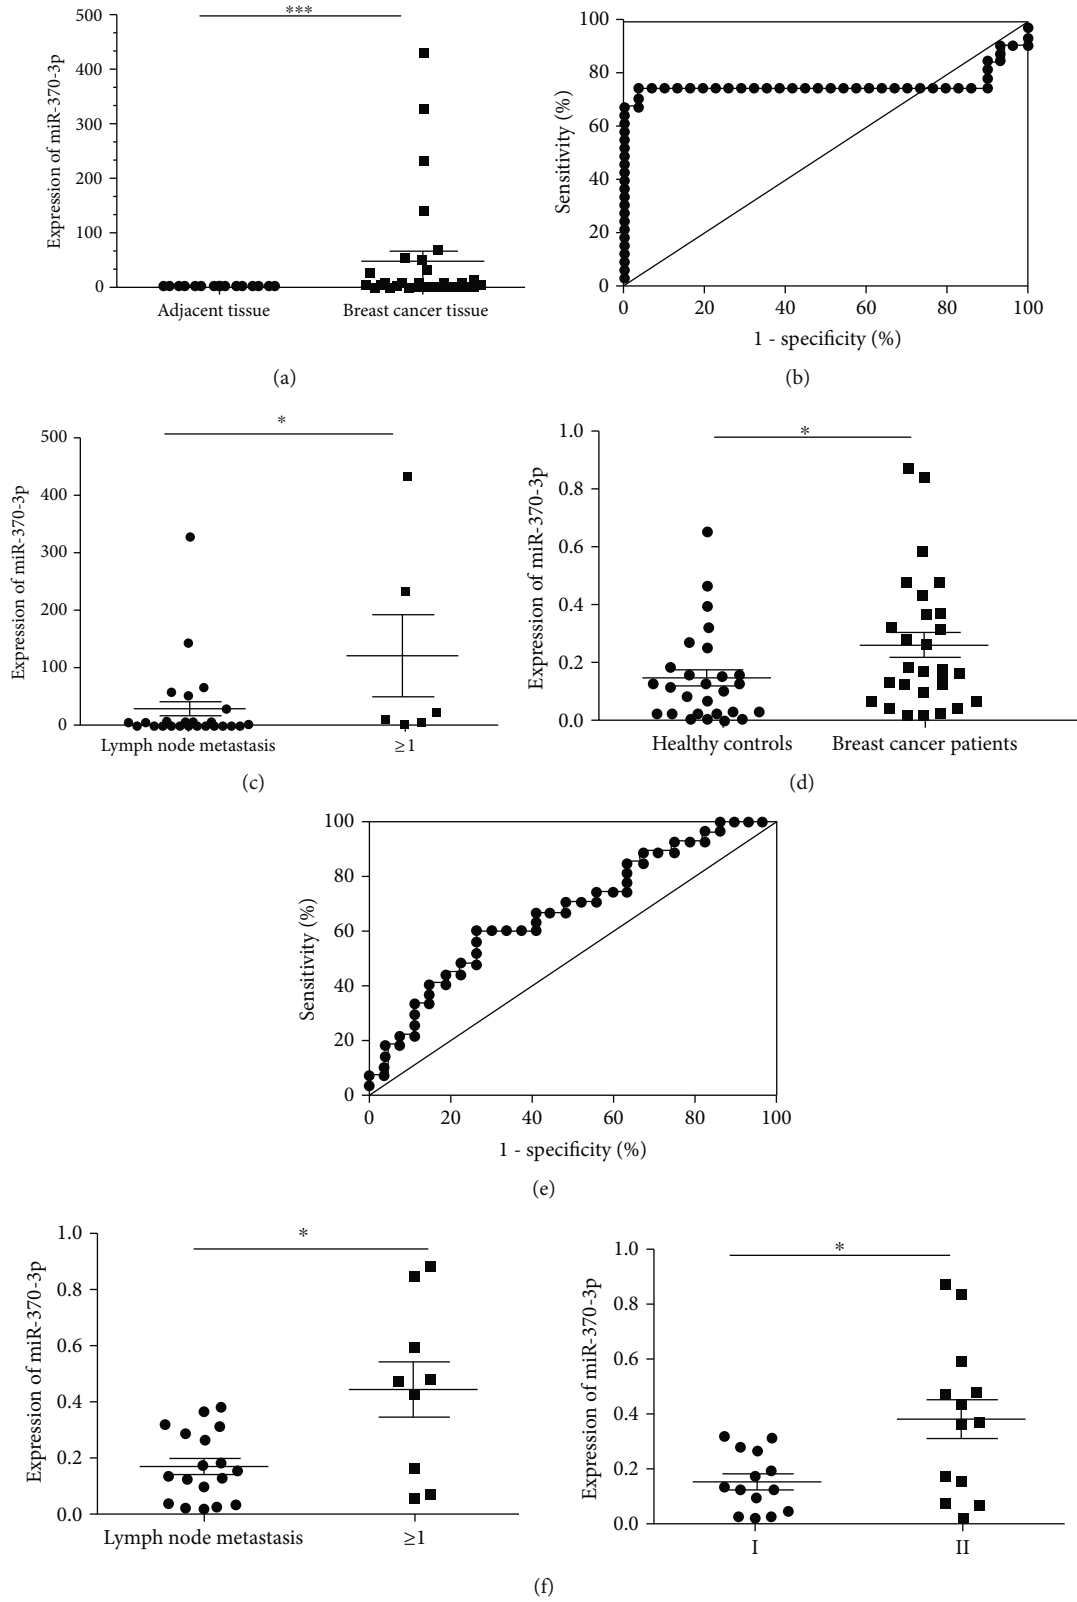 ***
500
400
300
200
100
0
Expression of miR-370-3p
Adjacent tissue
Breast cancer tissue
(a)
100
80
60
40
20
0
Sensitivity (%)
0 20 40 60 80 100
1 - specificity (%)
(b)
*
500
400
300
200
100
0
Expression of miR-370-3p
Lymph node metastasis
≥1
(c)
*
1.0
0.8
0.6
0.4
0.2
0.0
Expression of miR-370-3p
Healthy controls
Breast cancer patients
(d)
100
80
60
40
20
0
Sensitivity (%)
0 20 40 60 80 100
1 - specificity (%)
(e)
*
1.0
0.8
0.6
0.4
0.2
0.0
Expression of miR-370-3p
Lymph node metastasis
≥1
*
1.0
0.8
0.6
0.4
0.2
0.0
Expression of miR-370-3p
I
II
(f)